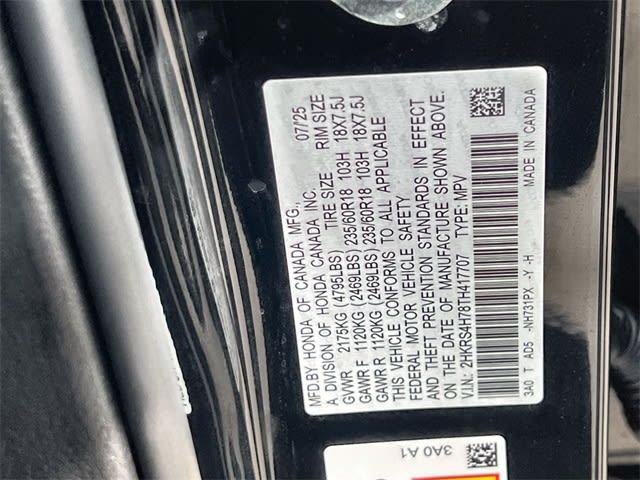 MFD.BY HONDA OF CANADA MFG., 07/25
A DIVISION OF HONDA CANADA INC. TIRE SIZE RIM SIZE
GVWR 2175KG (4795LBS)
GAWR F 1120KG (2469LBS) 235/60R18 103H 18X7.5J
GAWR R 1120KG (2469LBS) 235/60R18 103H 18X7.5J
THIS VEHICLE CONFORMS TO ALL APPLICABLE
FEDERAL MOTOR VEHICLE SAFETY
AND THEFT PREVENTION STANDARDS IN EFFECT
ON THE DATE OF MANUFACTURE SHOWN ABOVE.
V.I.N.: 2HKRS4H78TH417707 TYPE: MPV
3A0 T AD5 -NH731PX -Y -H MADE IN CANADA
3A0 A1